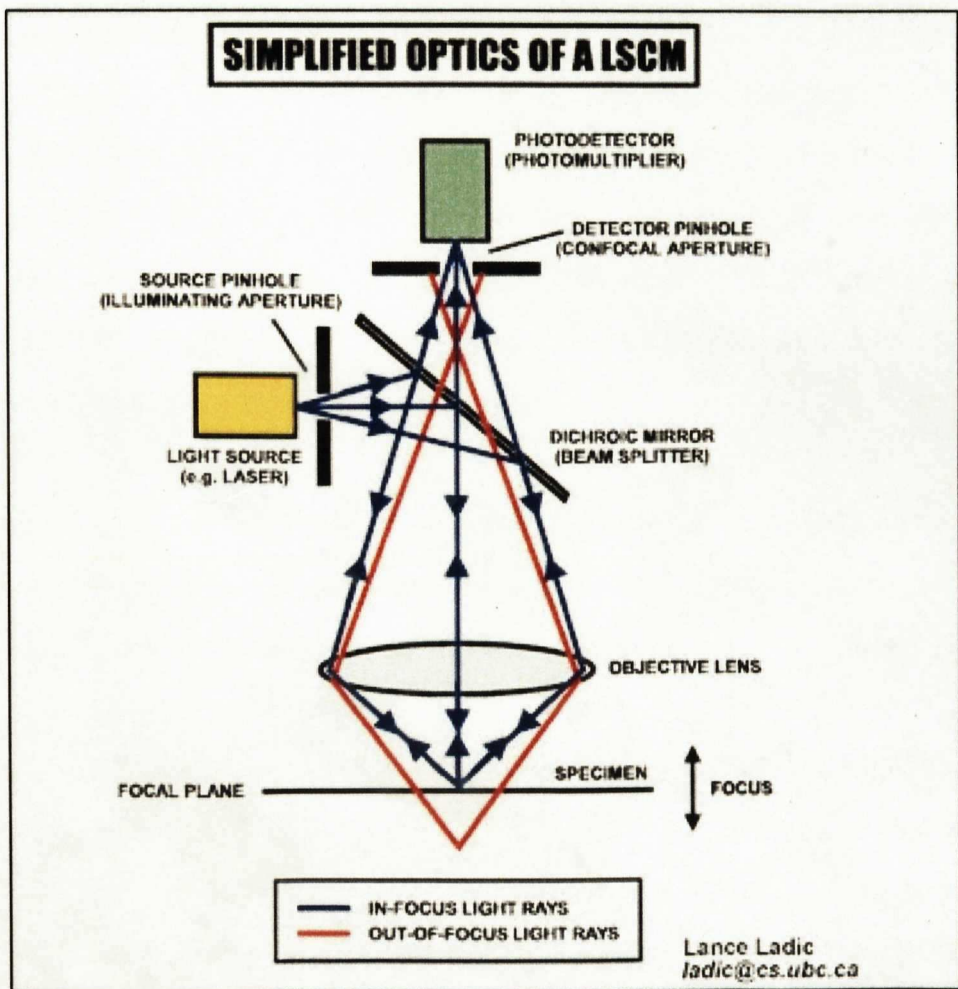 SIMPLIFIED OPTICS OF A LSCM
PHOTODETECTOR
(PHOTOMULTIPLIER)
DETECTOR PINHOLE
(CONFOCAL APERTURE)
SOURCE PINHOLE
(ILLUMINATING APERTURE)
LIGHT SOURCE
(e.g. LASER)
DICHROIC MIRROR
(BEAM SPLITTER)
OBJECTIVE LENS
SPECIMEN
FOCAL PLANE
FOCUS
IN-FOCUS LIGHT RAYS
OUT-OF-FOCUS LIGHT RAYS
Lance Ladic
ladic@cs.ubc.ca